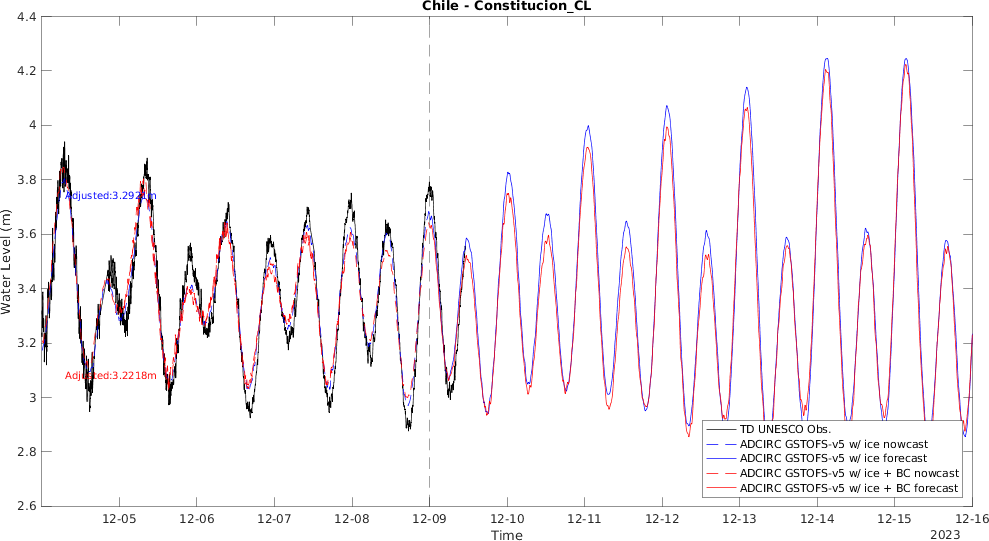 Chile - Constitucion_CL
4.4
4.2
4
3.8
3.6
3.4
3.2
3
2.8
2.6
Water Level (m)
Adjusted:3.292 m
Adjusted:3.2218m
TD UNESCO Obs.
ADCIRC GSTOFS-v5 w/ ice nowcast
ADCIRC GSTOFS-v5 w/ ice forecast
ADCIRC GSTOFS-v5 w/ ice + BC nowcast
ADCIRC GSTOFS-v5 w/ ice + BC forecast
12-05 12-06 12-07 12-08 12-09 12-10 12-11 12-12 12-13 12-14 12-15 12-16
Time
2023